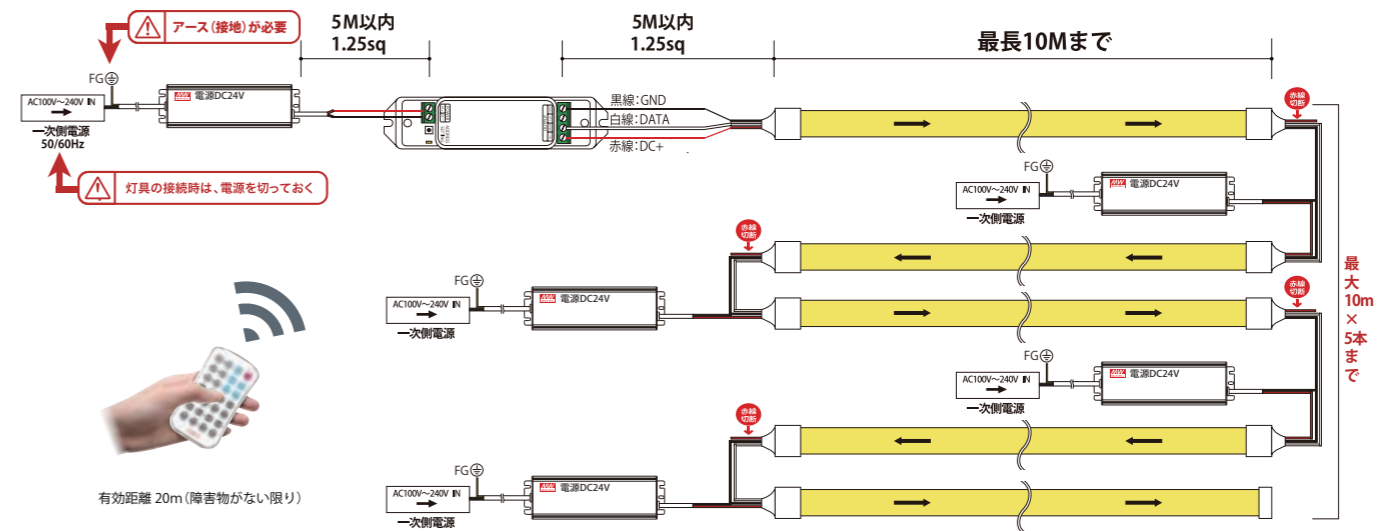 アース(接地)が必要
5M以内
1.25sq
5M以内
1.25sq
最長10Mまで
FG
AC100V～240V IN
電源DC24V
一次側電源
50/60Hz
黒線:GND
白線:DATA
赤線:DC+
赤線
切断
灯具の接続時は、電源を切っておく
FG
AC100V～240V IN
電源DC24V
一次側電源
赤線
切断
FG
AC100V～240V IN
電源DC24V
一次側電源
赤線
切断
最大10m×5本まで
FG
AC100V～240V IN
電源DC24V
一次側電源
赤線
切断
FG
AC100V～240V IN
電源DC24V
一次側電源
有効距離 20m(障害物がない限り)